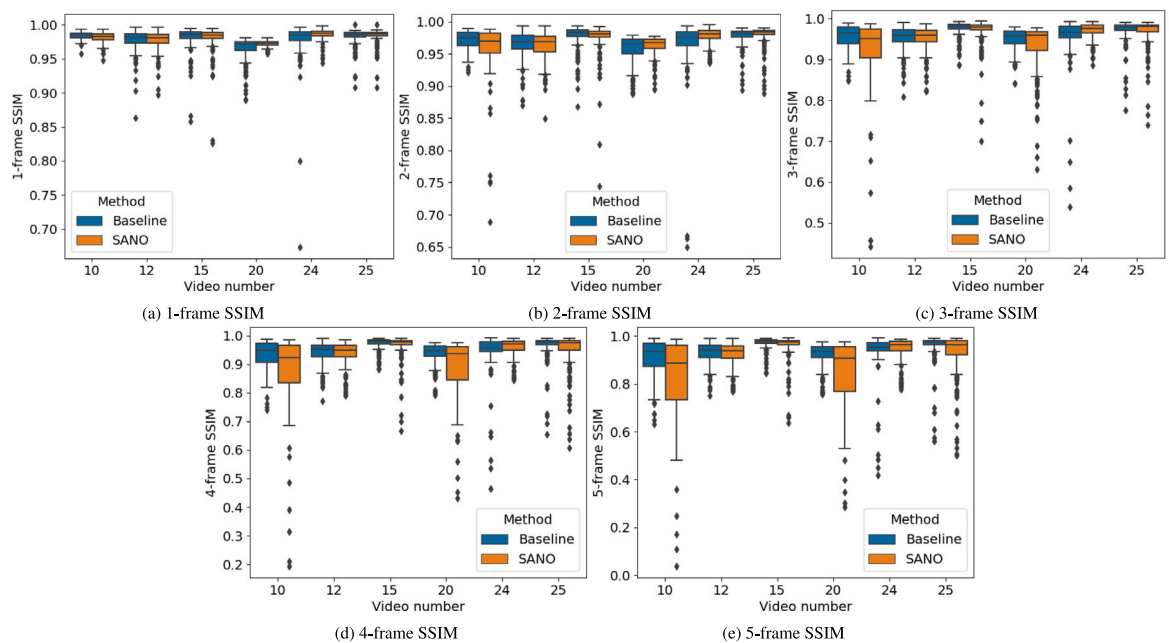 1.00
0.95
0.90
0.85
0.80
0.75
0.70
1-frame SSIM
Method
Baseline
SANO
10 12 15 20 24 25
Video number
(a) 1-frame SSIM
1.00
0.95
0.90
0.85
0.80
0.75
0.70
0.65
2-frame SSIM
Method
Baseline
SANO
10 12 15 20 24 25
Video number
(b) 2-frame SSIM
1.0
0.9
0.8
0.7
0.6
0.5
3-frame SSIM
Method
Baseline
SANO
10 12 15 20 24 25
Video number
(c) 3-frame SSIM
1.0
0.9
0.8
0.7
0.6
0.5
0.4
0.3
0.2
4-frame SSIM
Method
Baseline
SANO
10 12 15 20 24 25
Video number
(d) 4-frame SSIM
1.0
0.8
0.6
0.4
0.2
0.0
5-frame SSIM
Method
Baseline
SANO
10 12 15 20 24 25
Video number
(e) 5-frame SSIM